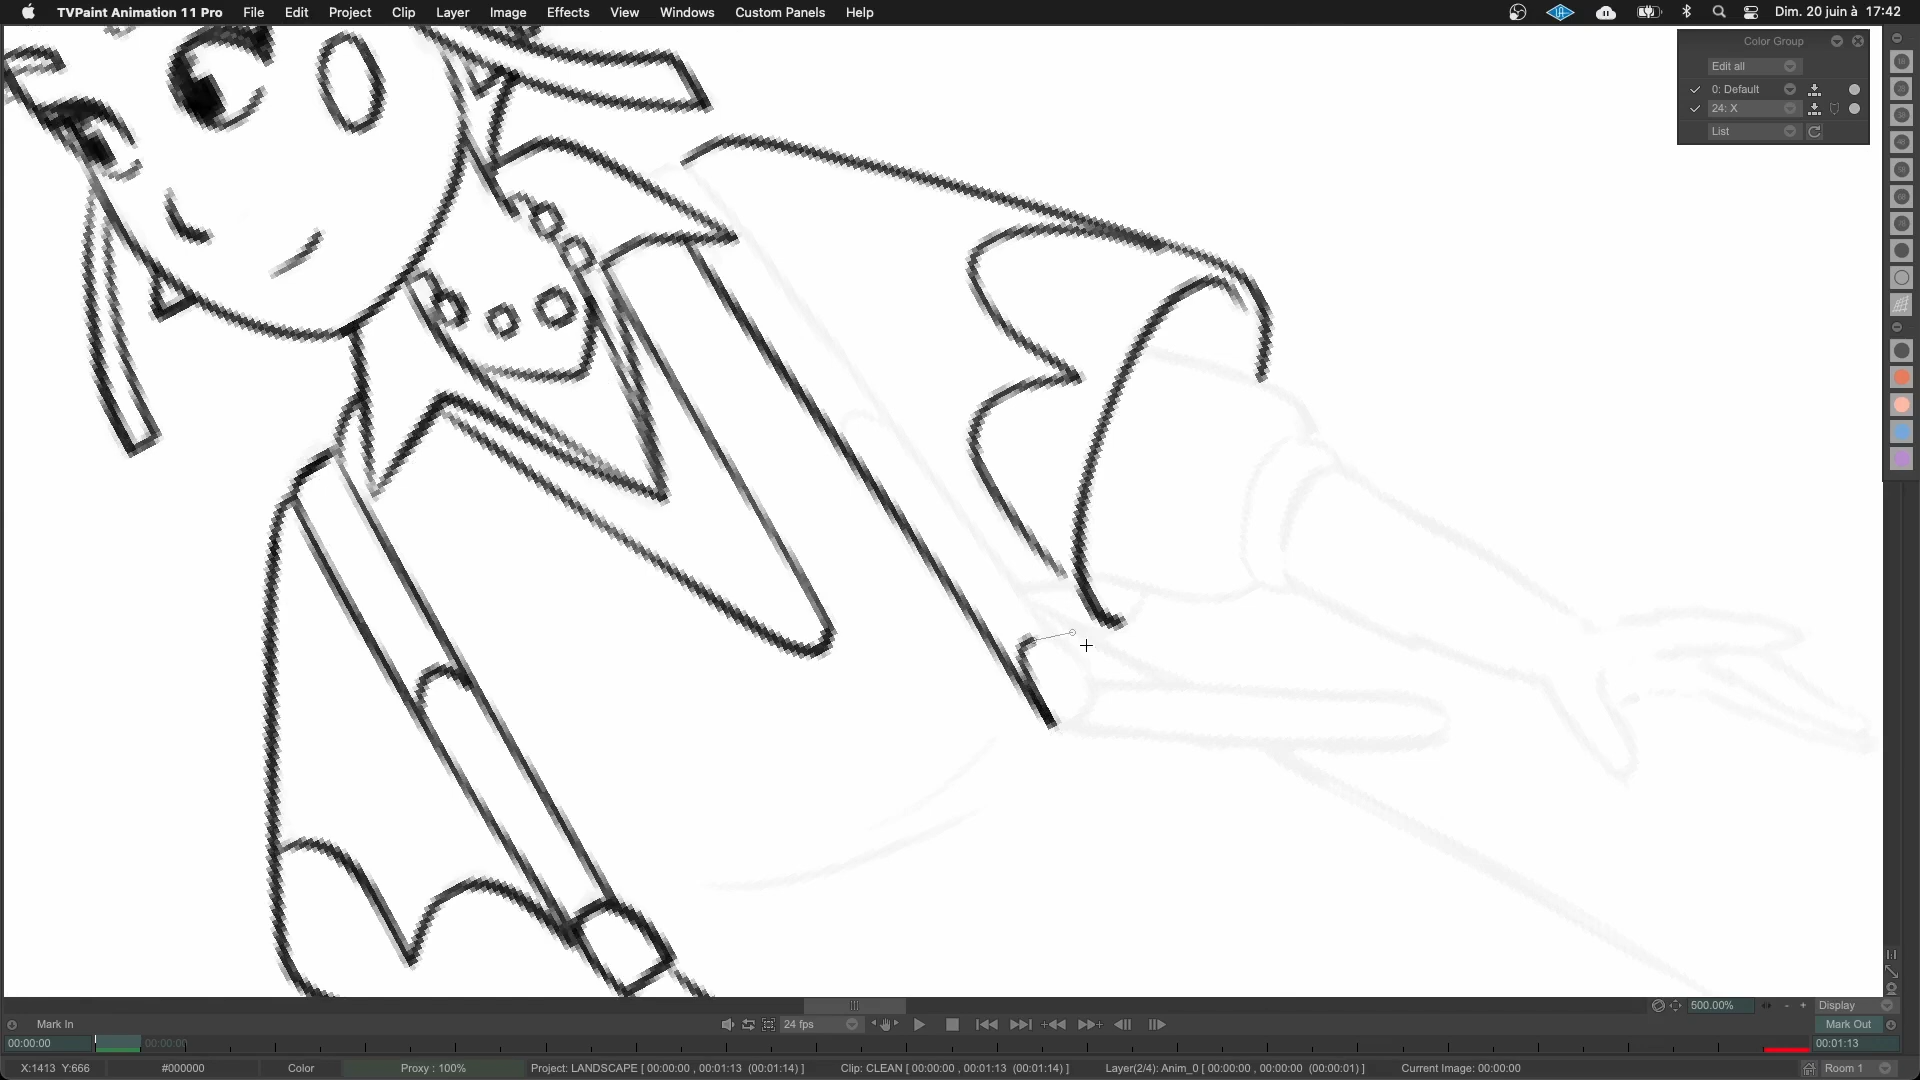 TVPaint Animation 11 Pro File Edit Project Clip Layer Image Effects View Windows Custom Panels Help Dim. 20 juin à 17:42
Color Group
Edit all
0: Default
24: X
List
500.00% - + Display
Mark In 24 fps Mark Out
00:00:00 00:00:00 00:01:13
X:1413 Y:666 #000000 Color Proxy : 100% Project: LANDSCAPE [ 00:00:00 , 00:01:13 (00:01:14) ] Clip: CLEAN [ 00:00:00 , 00:01:13 (00:01:14) ] Layer(2/4): Anim_0 [ 00:00:00 , 00:00:00 (00:00:01) ] Current Image: 00:00:00 Room 1